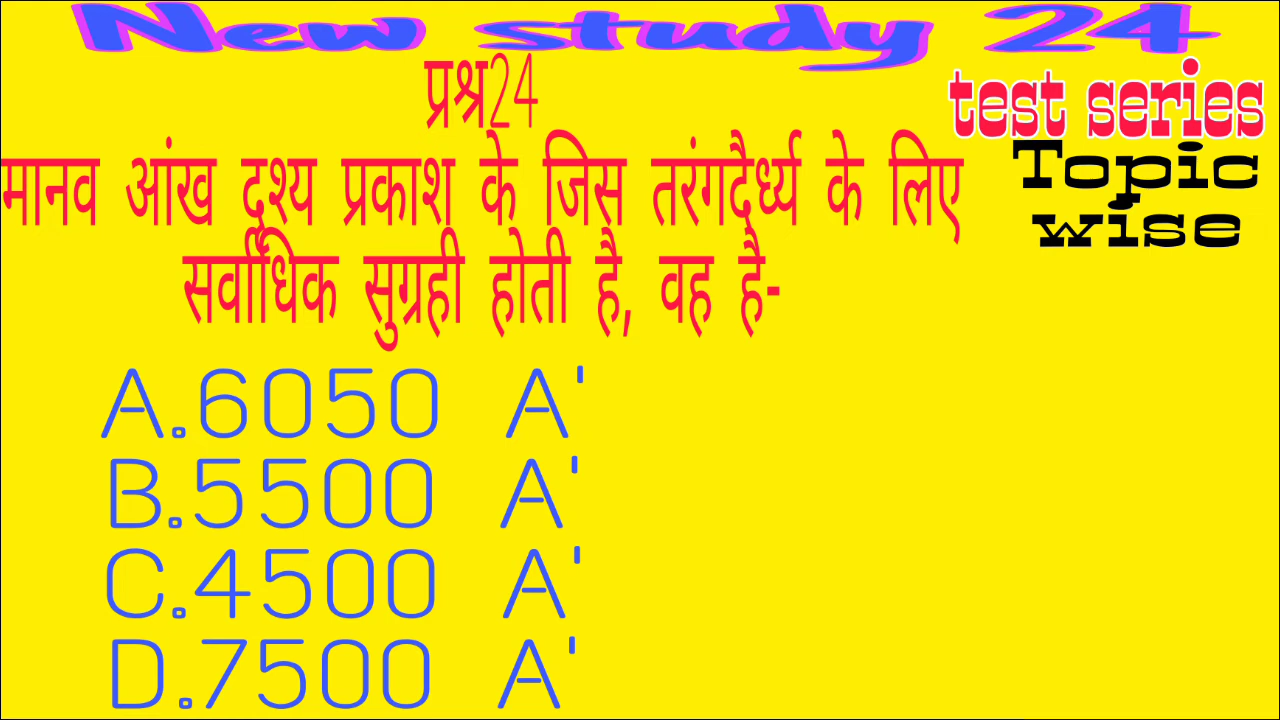 New study 24
प्रश्न24
test series
Topic
wise
मानव आंख दृश्य प्रकाश के जिस तरंगदैर्ध्य के लिए
सर्वाधिक सुग्रही होती है, वह है-
A.6050 A'
B.5500 A'
C.4500 A'
D.7500 A'